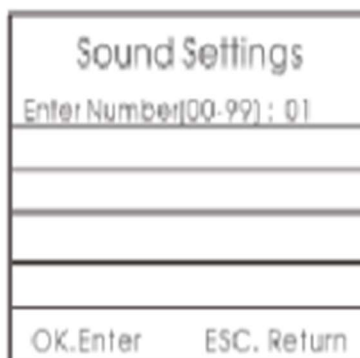 Sound Settings
Enter Number[00-99] : 01
OK.Enter ESC. Return